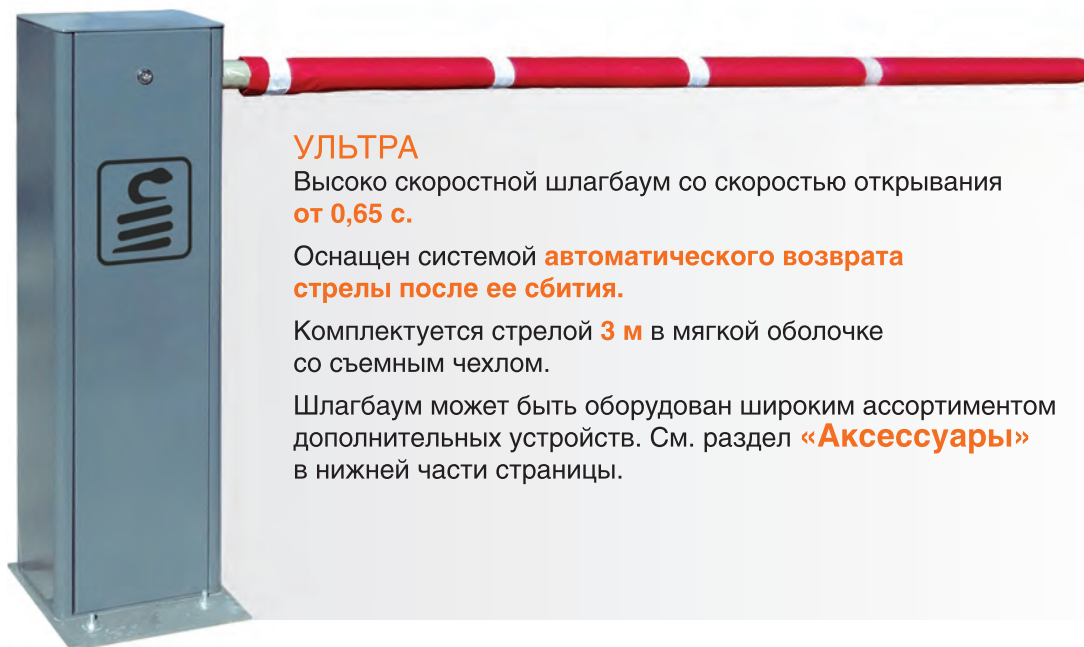 УЛЬТРА
Высоко скоростной шлагбаум со скоростью открывания
от 0,65 с.
Оснащен системой автоматического возврата
стрелы после ее сбития.
Комплектуется стрелой 3 м в мягкой оболочке
со съемным чехлом.
Шлагбаум может быть оборудован широким ассортиментом
дополнительных устройств. См. раздел «Аксессуары»
в нижней части страницы.